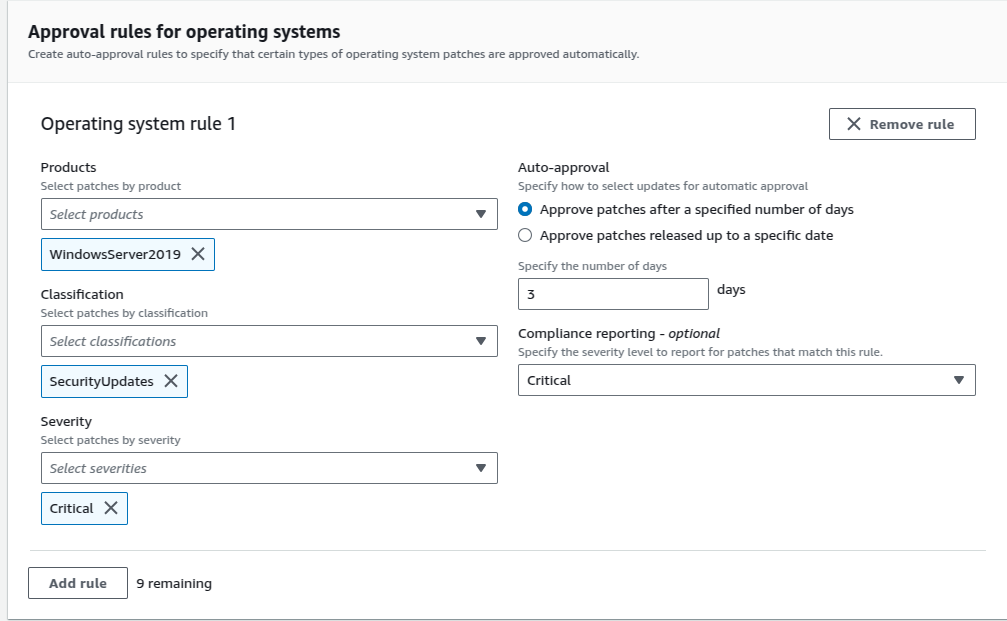 Approval rules for operating systems
Create auto-approval rules to specify that certain types of operating system patches are approved automatically.
Operating system rule 1
Remove rule
Products
Select patches by product
Select products
WindowsServer2019
Classification
Select patches by classification
Select classifications
SecurityUpdates
Severity
Select patches by severity
Select severities
Critical
Auto-approval
Specify how to select updates for automatic approval
Approve patches after a specified number of days
Approve patches released up to a specific date
Specify the number of days
3 days
Compliance reporting - optional
Specify the severity level to report for patches that match this rule.
Critical
Add rule 9 remaining